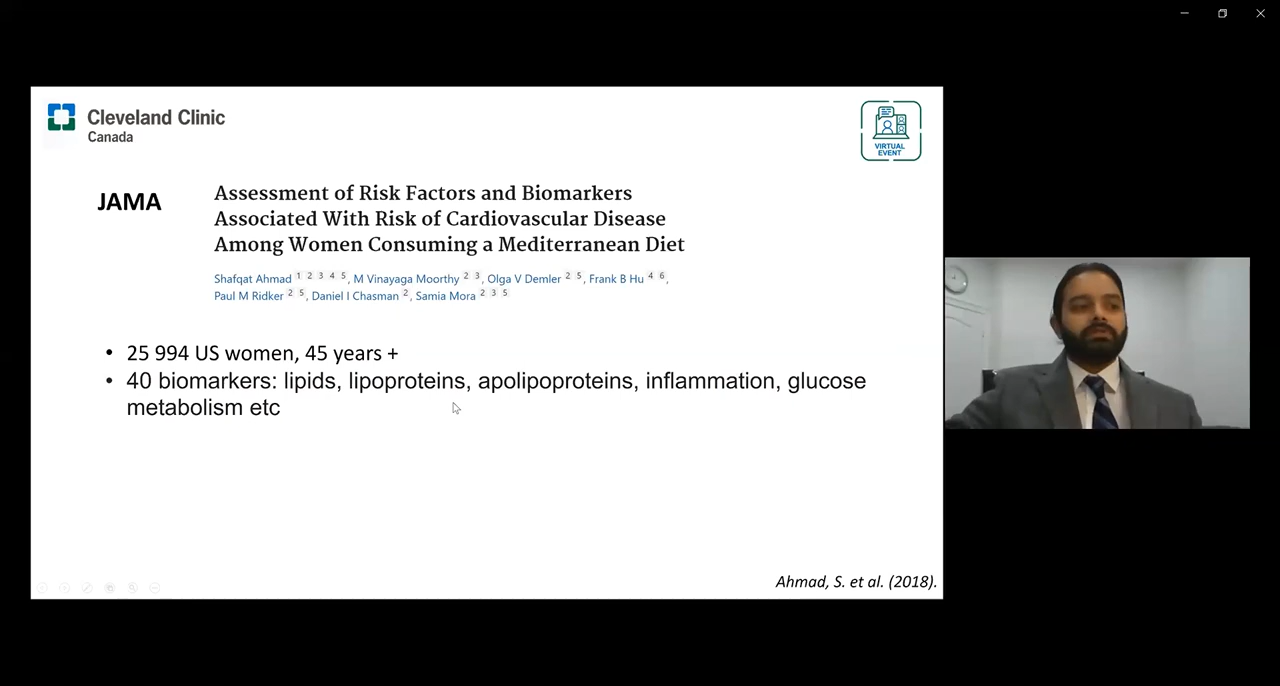 Cleveland Clinic
Canada
VIRTUAL
EVENT
JAMA
Assessment of Risk Factors and Biomarkers
Associated With Risk of Cardiovascular Disease
Among Women Consuming a Mediterranean Diet
Shafqat Ahmad 1 2 3 4 5, M Vinayaga Moorthy 2 3, Olga V Demler 2 5, Frank B Hu 4 6,
Paul M Ridker 2 5, Daniel I Chasman 2, Samia Mora 2 3 5
• 25 994 US women, 45 years +
• 40 biomarkers: lipids, lipoproteins, apolipoproteins, inflammation, glucose
metabolism etc
Ahmad, S. et al. (2018).